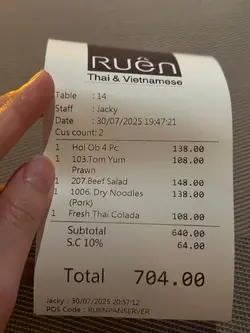 RUEN
Thai & Vietnamese
Table : 14
Staff : Jacky
Date : 30/07/2025 19:47:21
Cus count: 2
1 Hoi Ob 4 Pc 138.00
1 103.Tom Yum 108.00
Prawn
1 207.Beef Salad 148.00
1 1006. Dry Noodles 138.00
(Pork)
1 Fresh Thai Colada 108.00
Subtotal 640.00
S.C 10% 64.00
Total 704.00
Jacky : 30/07/2025 20:57:12
POS Code : RUENPANSERVER